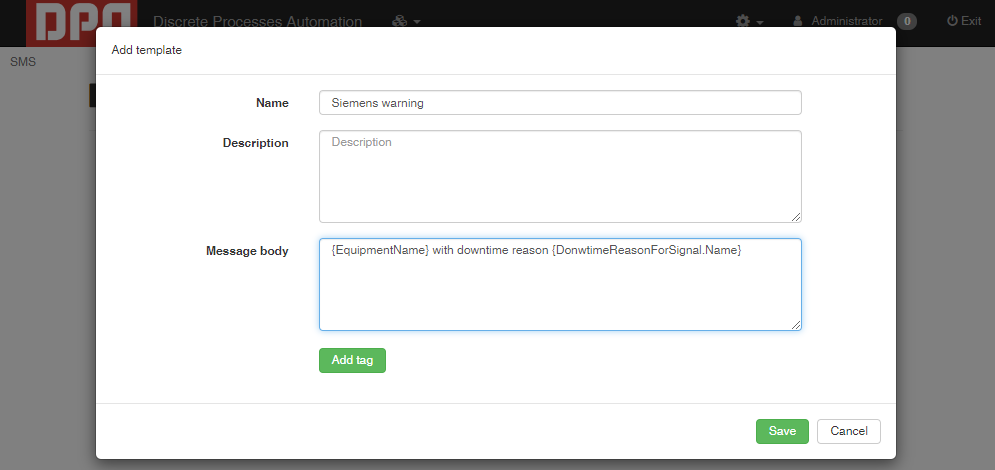 DPA
Discrete Processes Automation
Administrator 0 Exit
SMS
Add template
Name Siemens warning
Description Description
Message body {EquipmentName} with downtime reason {DonwtimeReasonForSignal.Name}
Add tag
Save Cancel